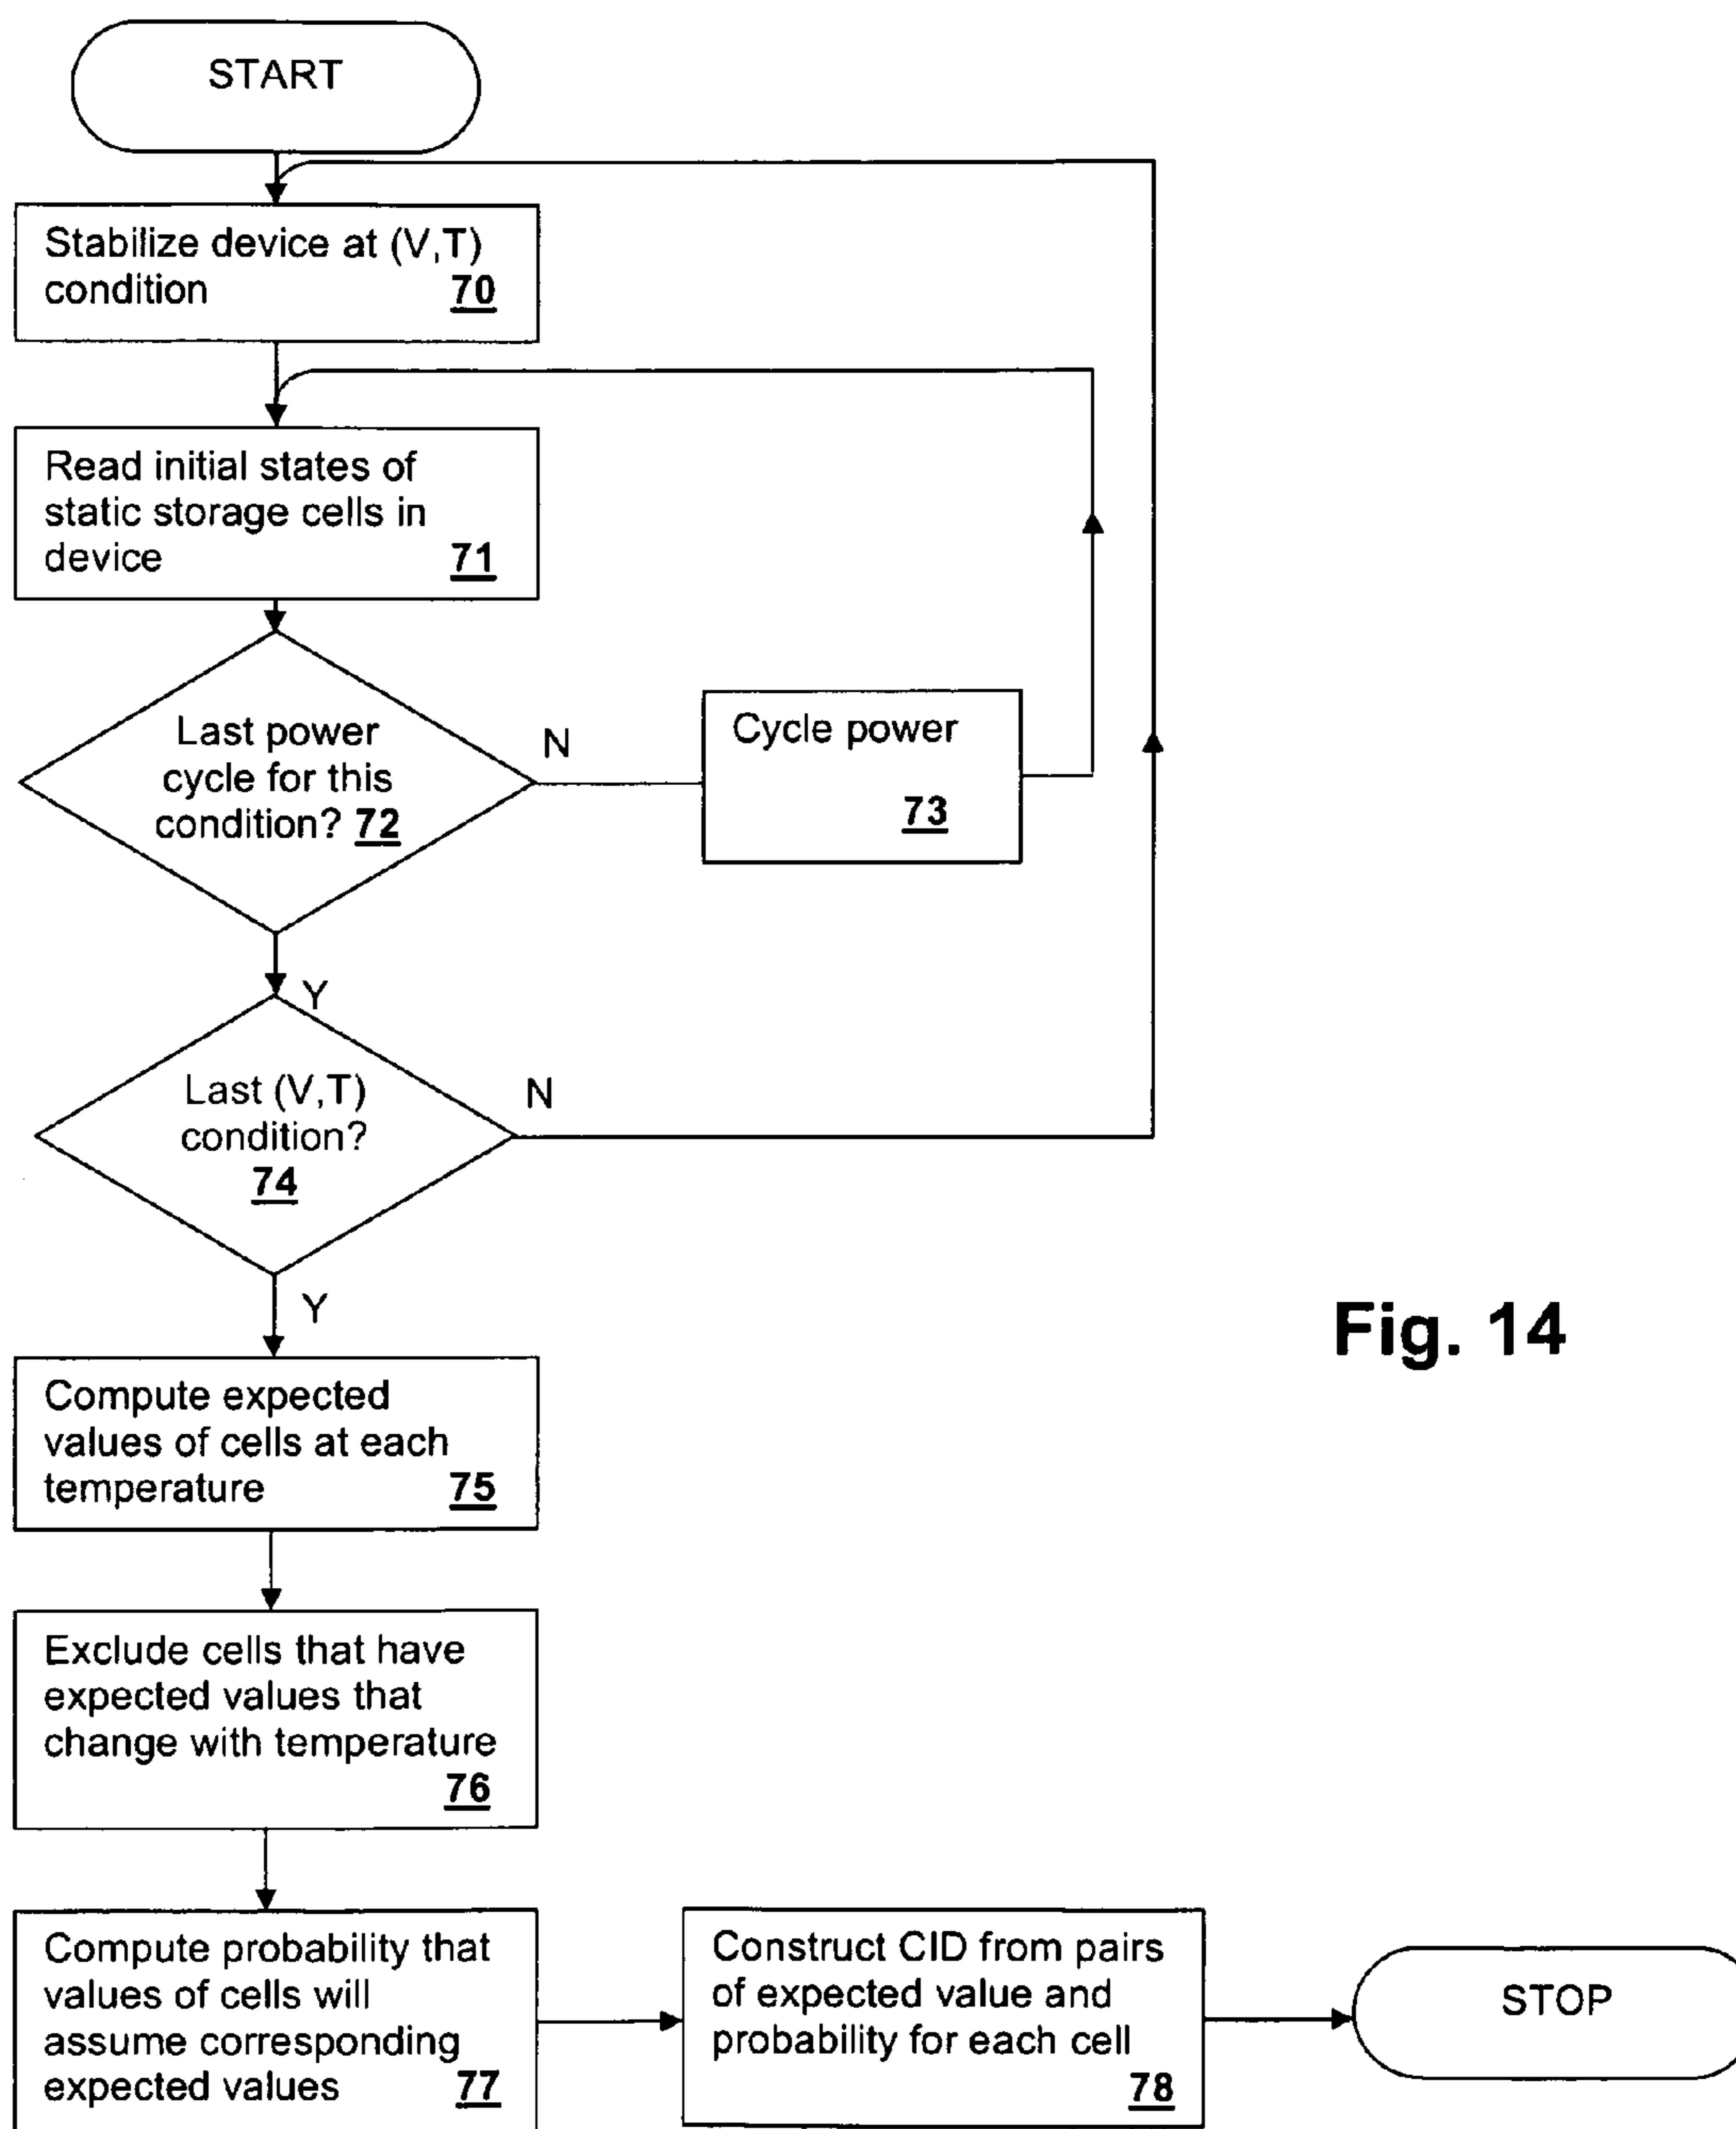 START
Stabilize device at (V,T)
condition 70
Read initial states of
static storage cells in
device 71
Last power
cycle for this
condition? 72
N
Cycle power
73
Y
Last (V,T)
condition?
74
N
Y
Compute expected
values of cells at each
temperature 75
Exclude cells that have
expected values that
change with temperature
76
Compute probability that
values of cells will
assume corresponding
expected values 77
Construct CID from pairs
of expected value and
probability for each cell
78
STOP
Fig. 14